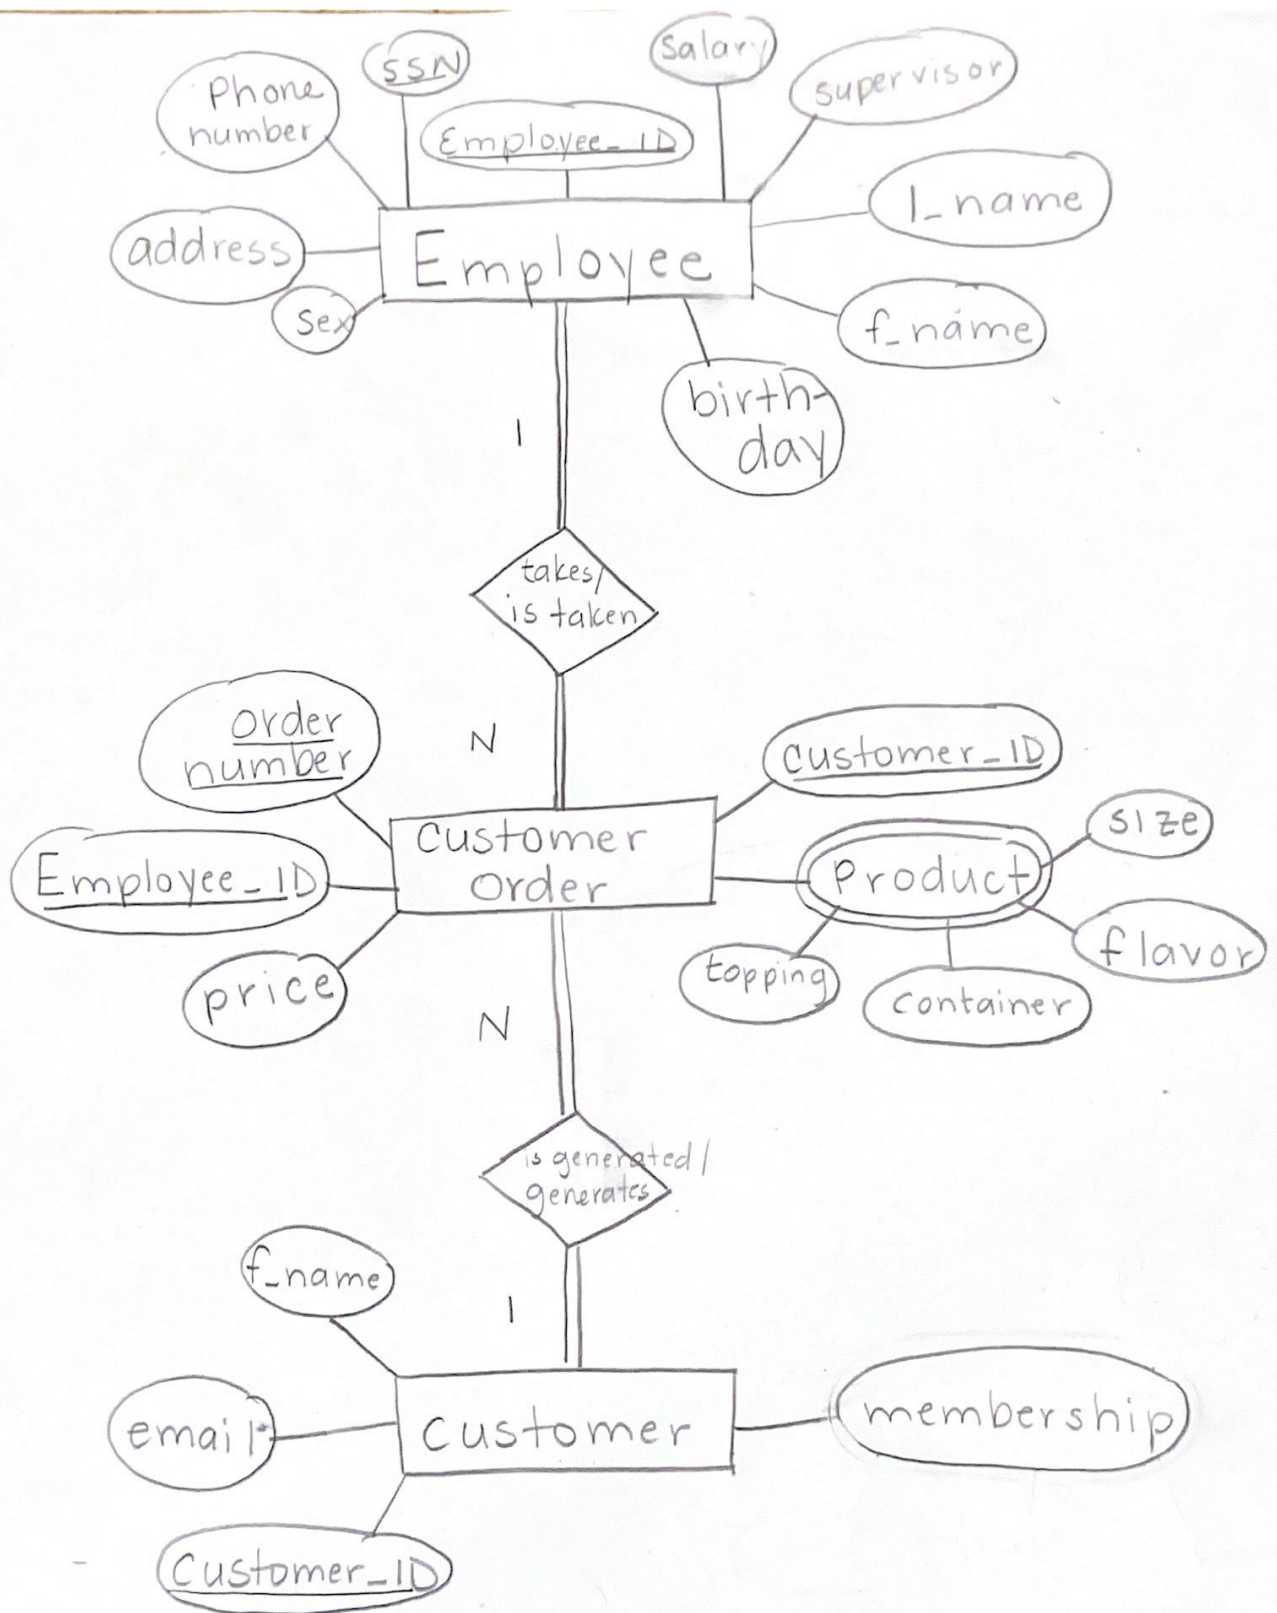 SSN
salary
Phone
number
supervisor
Employee_ID
l_name
address
Employee
sex
f_name
birth-
day
1
takes/
is taken
order
number
N
customer_ID
size
customer
order
Product
Employee_ID
flavor
topping
price
container
N
is generated/
generates
f_name
1
membership
email
customer
Customer_ID